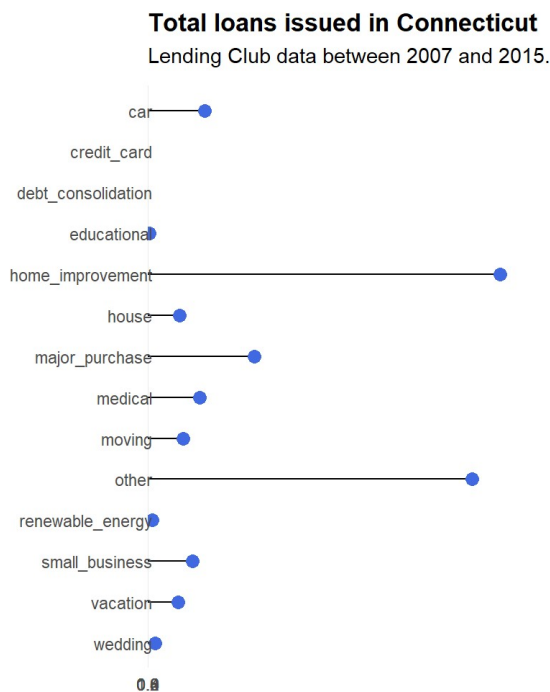 Total loans issued in Connecticut
Lending Club data between 2007 and 2015.
car
credit_card
debt_consolidation
educational
home_improvement
house
major_purchase
medical
moving
other
renewable_energy
small_business
vacation
wedding